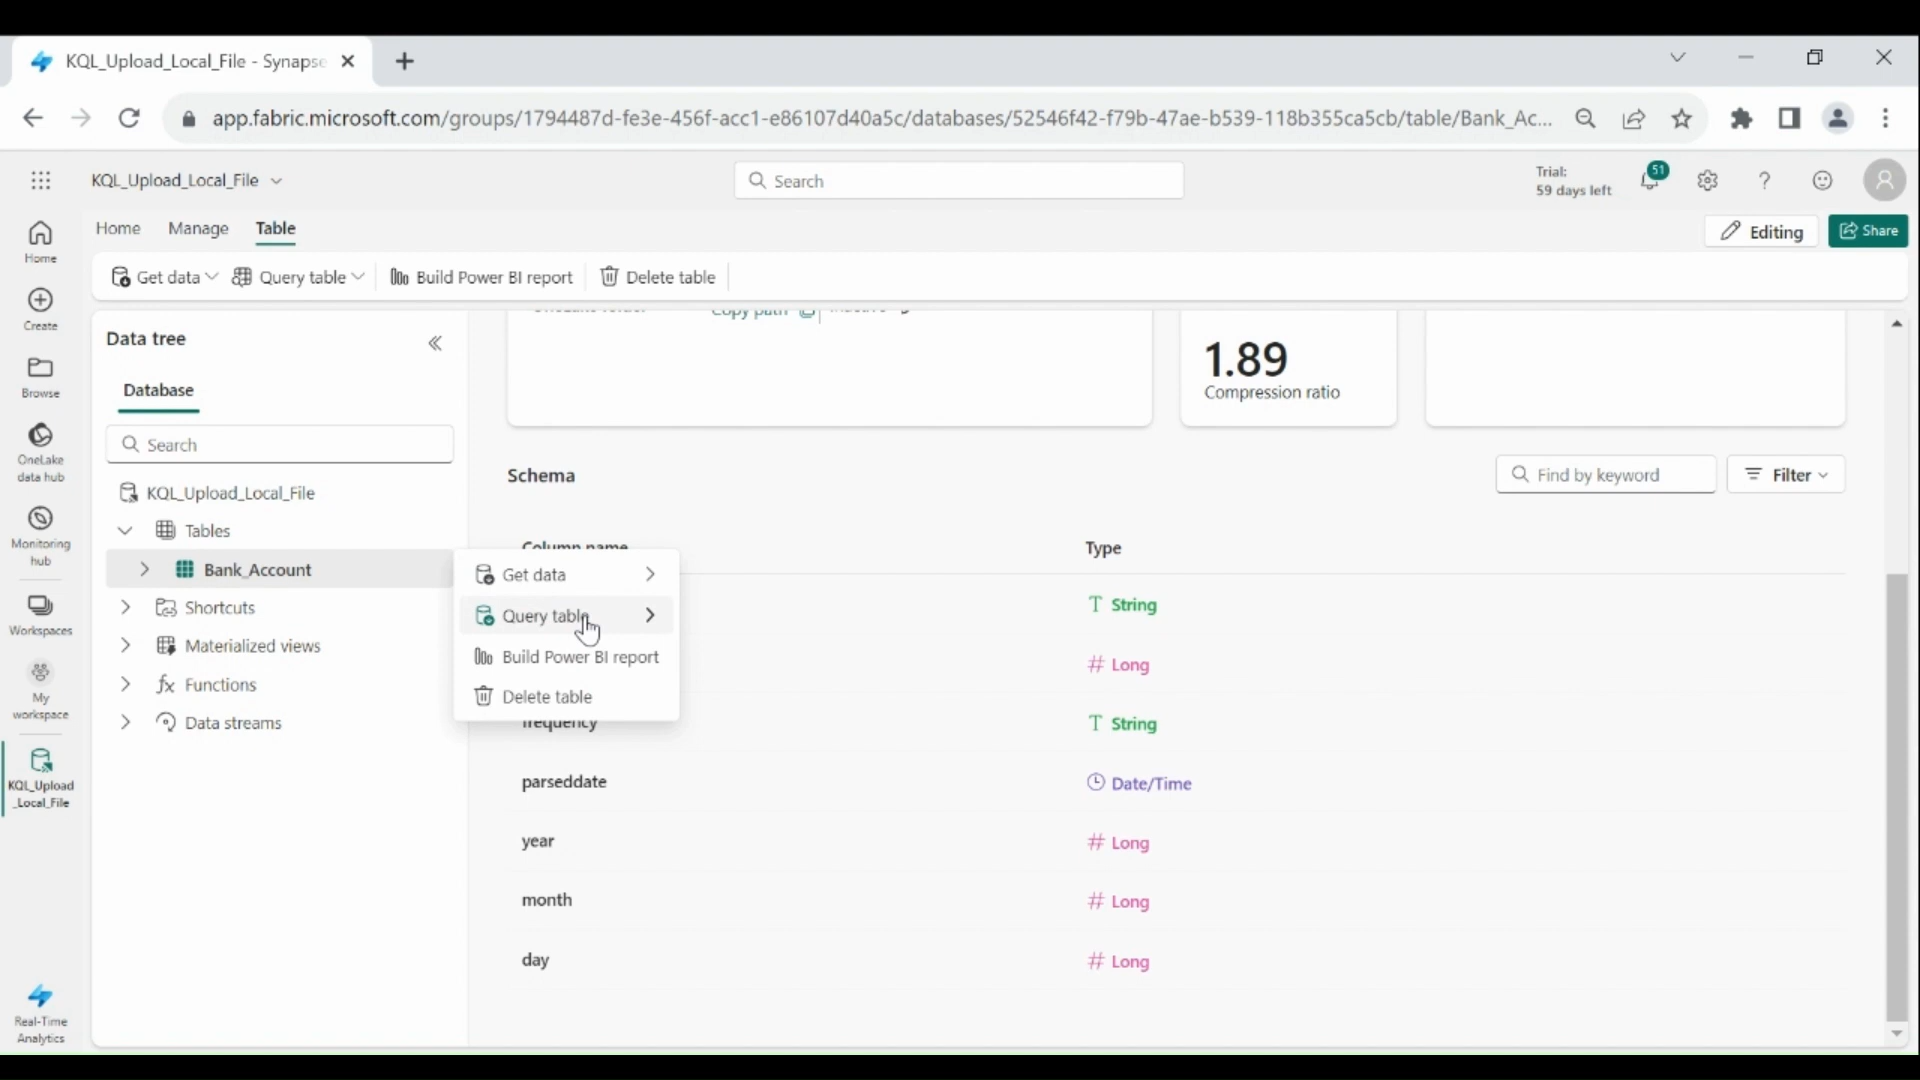 KQL_Upload_Local_File - Synapse
app.fabric.microsoft.com/groups/1794487d-fe3e-456f-acc1-e86107d40a5c/databases/52546f42-f79b-47ae-b539-118b355ca5cb/table/Bank_Ac...
KQL_Upload_Local_File
Search
Trial:
59 days left
51
Home
Manage
Table
Editing
Share
Get data
Query table
Build Power BI report
Delete table
Home
Create
Browse
OneLake
data hub
Monitoring
hub
Workspaces
My
workspace
KQL_Upload
_Local_File
Real-Time
Analytics
Data tree
Database
Search
KQL_Upload_Local_File
Tables
Bank_Account
Shortcuts
Materialized views
Functions
Data streams
Get data
Query table
Build Power BI report
Delete table
Copy path
1.89
Compression ratio
Schema
Find by keyword
Filter
Column name
Type
String
Long
frequency
String
parseddate
Date/Time
year
Long
month
Long
day
Long